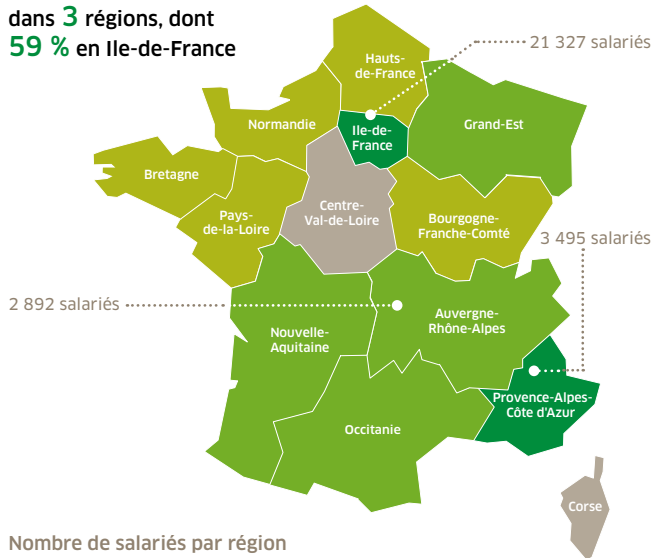 dans 3 régions, dont
59 % en Ile-de-France
Hauts-
de-France
21 327 salariés
Normandie
Ile-de-
France
Grand-Est
Bretagne
Pays-
de-la-Loire
Centre-
Val-de-Loire
Bourgogne-
Franche-Comté
3 495 salariés
2 892 salariés
Auvergne-
Rhône-Alpes
Nouvelle-
Aquitaine
Provence-Alpes-
Côte d'Azur
Occitanie
Corse
Nombre de salariés par région